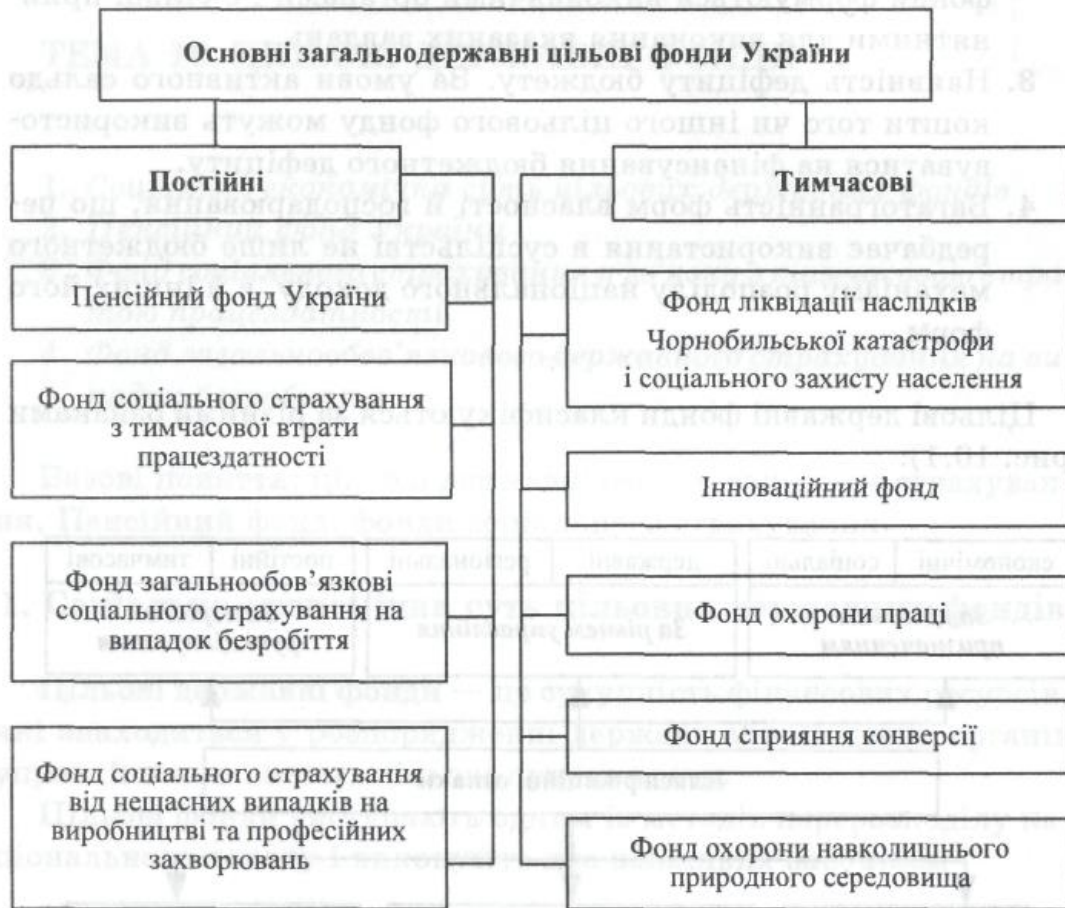 Основні загальнодержавні цільові фонди України
Постійні
Тимчасові
Пенсійний фонд України
Фонд соціального страхування
з тимчасової втрати
працездатності
Фонд загальнообов’язкові
соціального страхування на
випадок безробіття
Фонд соціального страхування
від нещасних випадків на
виробництві та професійних
захворювань
Фонд ліквідації наслідків
Чорнобильської катастрофи
і соціального захисту населення
Інноваційний фонд
Фонд охорони праці
Фонд сприяння конверсії
Фонд охорони навколишнього
природного середовища